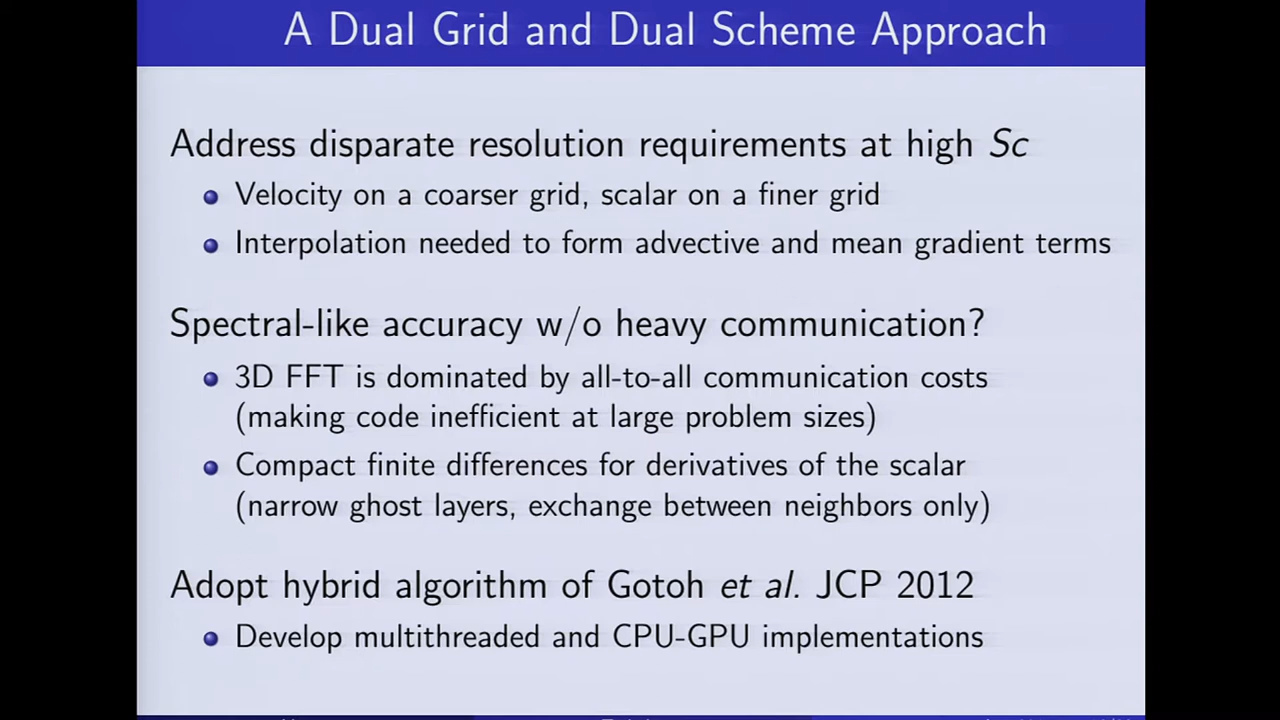 A Dual Grid and Dual Scheme Approach
Address disparate resolution requirements at high Sc
Velocity on a coarser grid, scalar on a finer grid
Interpolation needed to form advective and mean gradient terms
Spectral-like accuracy w/o heavy communication?
3D FFT is dominated by all-to-all communication costs
(making code inefficient at large problem sizes)
Compact finite differences for derivatives of the scalar
(narrow ghost layers, exchange between neighbors only)
Adopt hybrid algorithm of Gotoh et al. JCP 2012
Develop multithreaded and CPU-GPU implementations